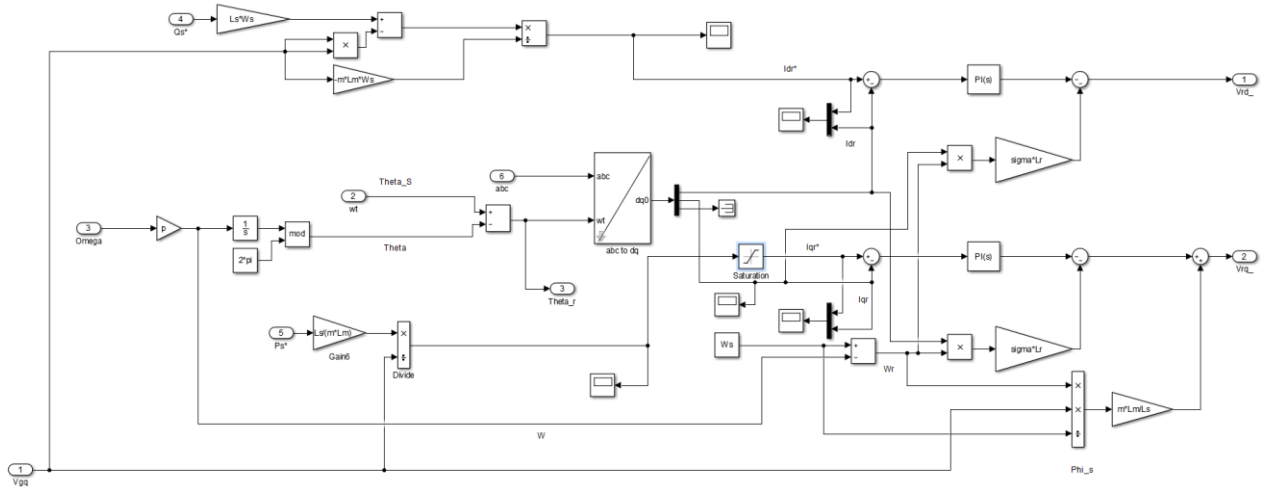 4
Qs*
Ls*Ws
+
−
×
×
÷
-m*Lm*Ws
Idr*
+
−
PI(s)
−
−
1
Vrd_
Idr
×
sigma*Lr
6
abc
abc
dq0
wt
abc to dq
Theta_S
2
wt
+
−
3
Omega
p
1
s
mod
2*pi
Theta
3
Theta_r
Saturation
Iqr*
+
−
PI(s)
−
−
+
+
2
Vrq_
Iqr
5
Ps*
Ls/(m*Lm)
Gain6
×
÷
Divide
Ws
+
−
Wr
×
sigma*Lr
×
×
÷
m*Lm/Ls
W
Phi_s
1
Vgq